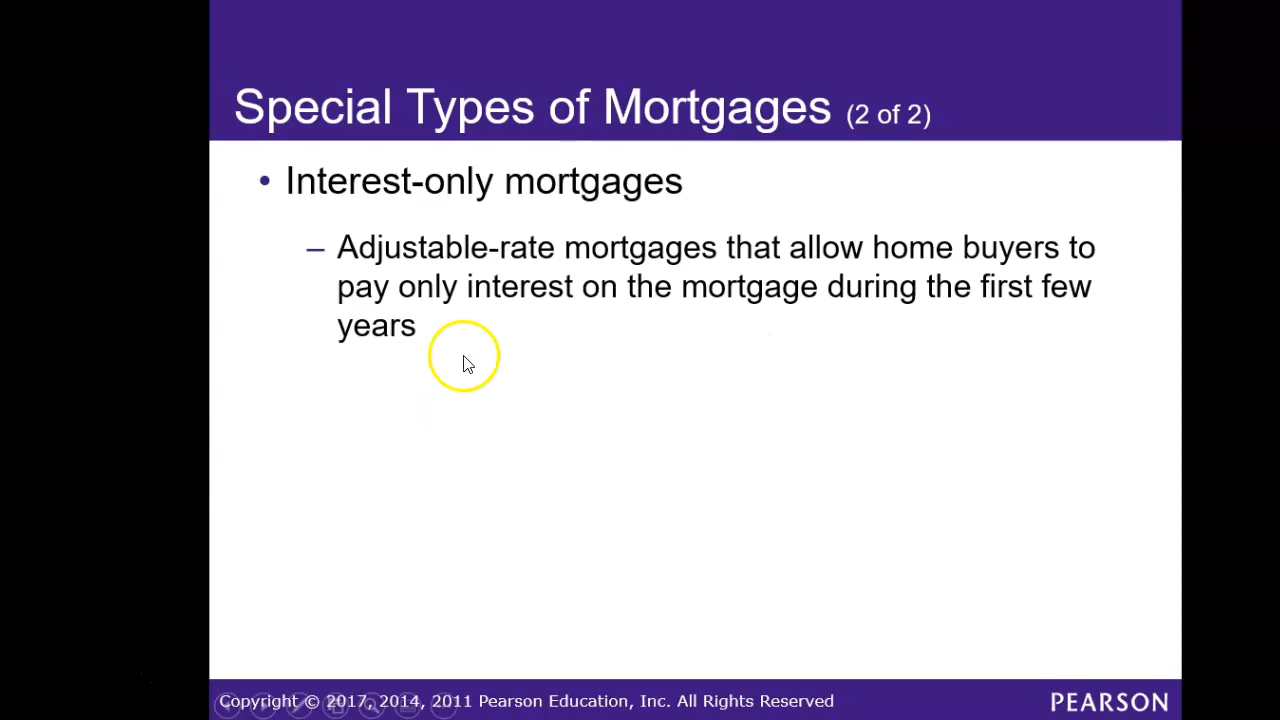 Special Types of Mortgages (2 of 2)
• Interest-only mortgages
– Adjustable-rate mortgages that allow home buyers to
pay only interest on the mortgage during the first few
years
Copyright © 2017, 2014, 2011 Pearson Education, Inc. All Rights Reserved
PEARSON